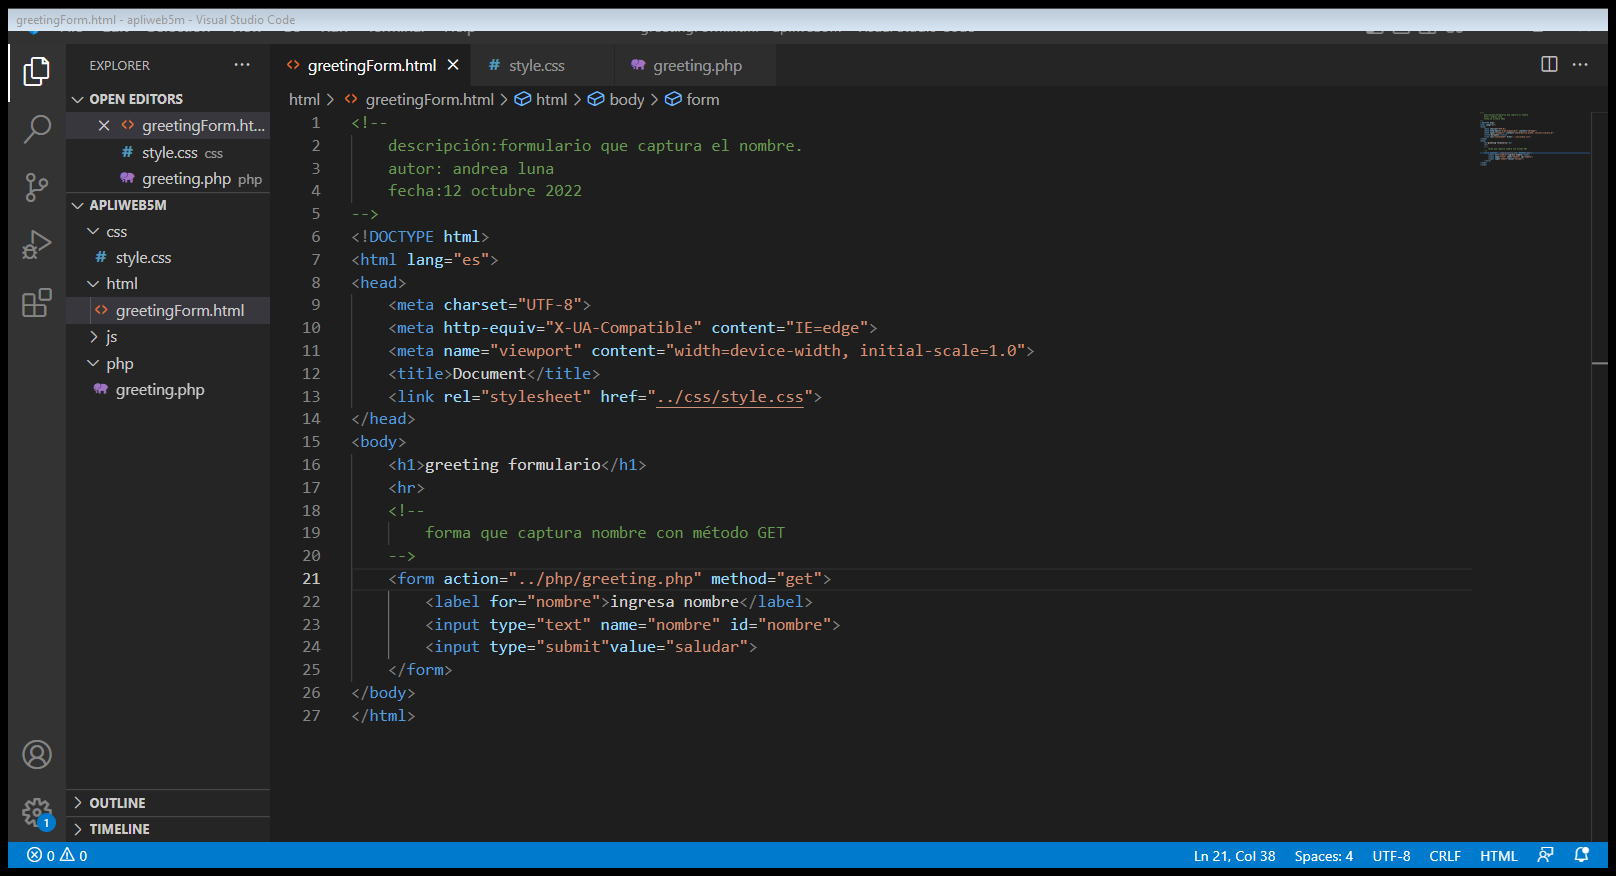 greetingForm.html - apliweb5m - Visual Studio Code
EXPLORER
OPEN EDITORS
greetingForm.ht...
style.css css
greeting.php php
APLIWEB5M
css
style.css
html
greetingForm.html
js
php
greeting.php
OUTLINE
TIMELINE
greetingForm.html
style.css
greeting.php
html > greetingForm.html > html > body > form
1 <!--
2 descripción:formulario que captura el nombre.
3 autor: andrea luna
4 fecha:12 octubre 2022
5 -->
6 <!DOCTYPE html>
7 <html lang="es">
8 <head>
9 <meta charset="UTF-8">
10 <meta http-equiv="X-UA-Compatible" content="IE=edge">
11 <meta name="viewport" content="width=device-width, initial-scale=1.0">
12 <title>Document</title>
13 <link rel="stylesheet" href="../css/style.css">
14 </head>
15 <body>
16 <h1>greeting formulario</h1>
17 <hr>
18 <!--
19 forma que captura nombre con método GET
20 -->
21 <form action="../php/greeting.php" method="get">
22 <label for="nombre">ingresa nombre</label>
23 <input type="text" name="nombre" id="nombre">
24 <input type="submit"value="saludar">
25 </form>
26 </body>
27 </html>
1
0 0
Ln 21, Col 38
Spaces: 4
UTF-8
CRLF
HTML